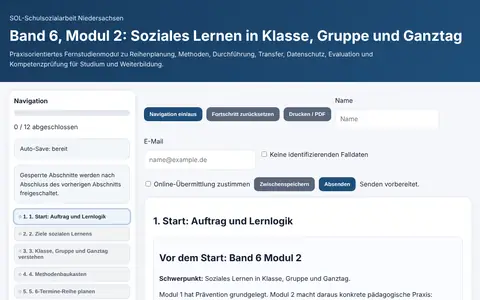 SOL-Schulsozialarbeit Niedersachsen
Band 6, Modul 2: Soziales Lernen in Klasse, Gruppe und Ganztag
Praxisorientiertes Fernstudienmodul zu Reihenplanung, Methoden, Durchführung, Transfer, Datenschutz, Evaluation und
Kompetenzprüfung für Studium und Weiterbildung.
Navigation
0 / 12 abgeschlossen
Auto-Save: bereit
Gesperrte Abschnitte werden nach
Abschluss des vorherigen Abschnitts
freigeschaltet.
1. 1. Start: Auftrag und Lernlogik
2. 2. Ziele sozialen Lernens
3. 3. Klasse, Gruppe und Ganztag
verstehen
4. 4. Methodenbaukasten
5. 5. 6-Termine-Reihe planen
Navigation ein/aus
Fortschritt zurücksetzen
Drucken / PDF
Name
Name
E-Mail
name@example.de
Keine identifizierenden Falldaten
Online-Übermittlung zustimmen
Zwischenspeichern
Absenden
Senden vorbereitet.
1. Start: Auftrag und Lernlogik
Vor dem Start: Band 6 Modul 2
Schwerpunkt: Soziales Lernen in Klasse, Gruppe und Ganztag.
Modul 1 hat Prävention grundgelegt. Modul 2 macht daraus konkrete pädagogische Praxis: